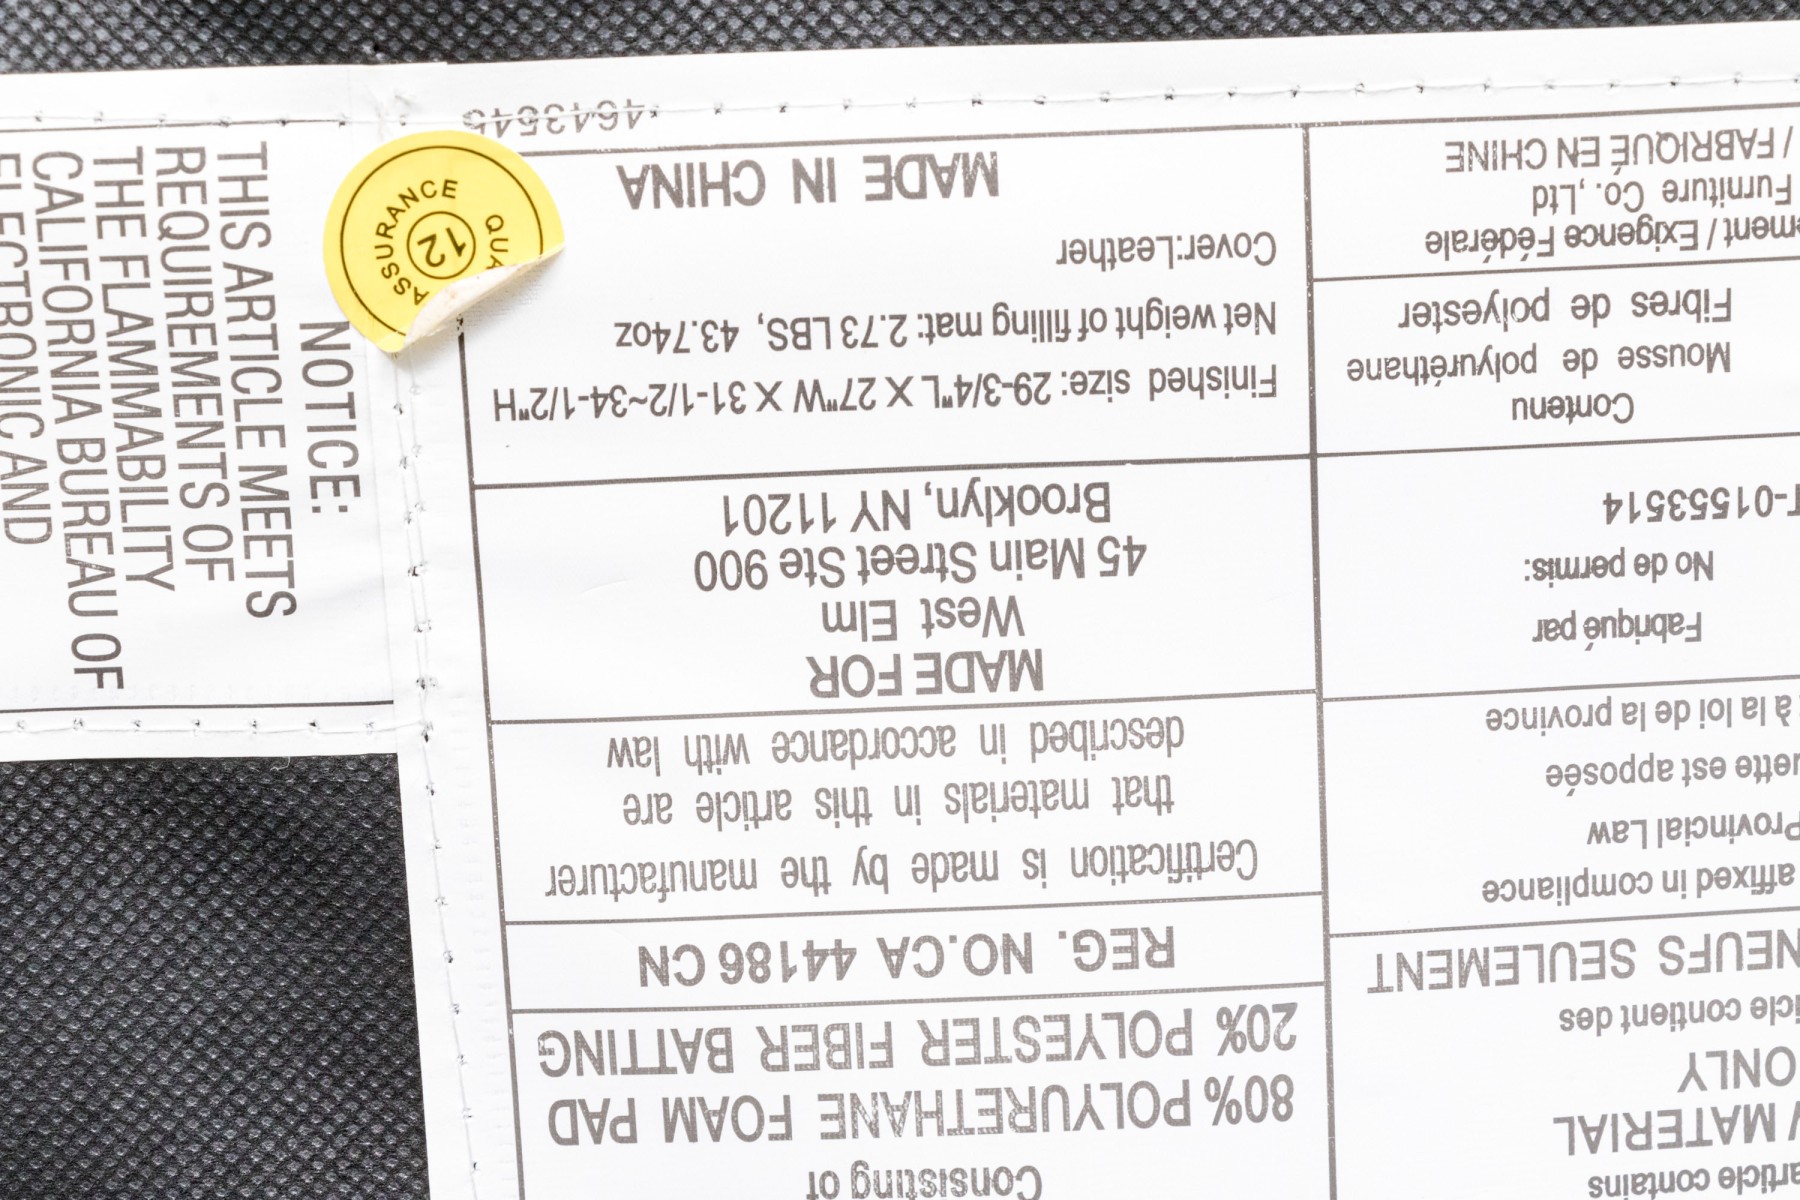 article contains
MATERIAL
ONLY
icle contient des
NEUFS SEULEMENT
affixed in compliance
Provincial Law
uette est apposée
à la loi de la province
Fabriqué par
No de permis:
T-01553514
Contenu
Mousse de polyuréthane
Fibres de polyester
ement / Exigence Fédérale
Furniture Co. ,Ltd
/ FABRIQUÉ EN CHINE
Consisting of
80% POLYURETHANE FOAM PAD
20% POLYESTER FIBER BATTING
REG. NO.CA 44186 CN
Certification is made by the manufacturer
that materials in this article are
described in accordance with law
MADE FOR
West Elm
45 Main Street Ste 900
Brooklyn, NY 11201
Finished size: 29-3/4"L X 27"W X 31-1/2~34-1/2"H
Net weight of filling mat: 2.73 LBS, 43.74oz
Cover:Leather
MADE IN CHINA
4643545
QUA ASSURANCE
12
NOTICE:
THIS ARTICLE MEETS
REQUIREMENTS OF
THE FLAMMABILITY
CALIFORNIA BUREAU OF
ELECTRONIC AND